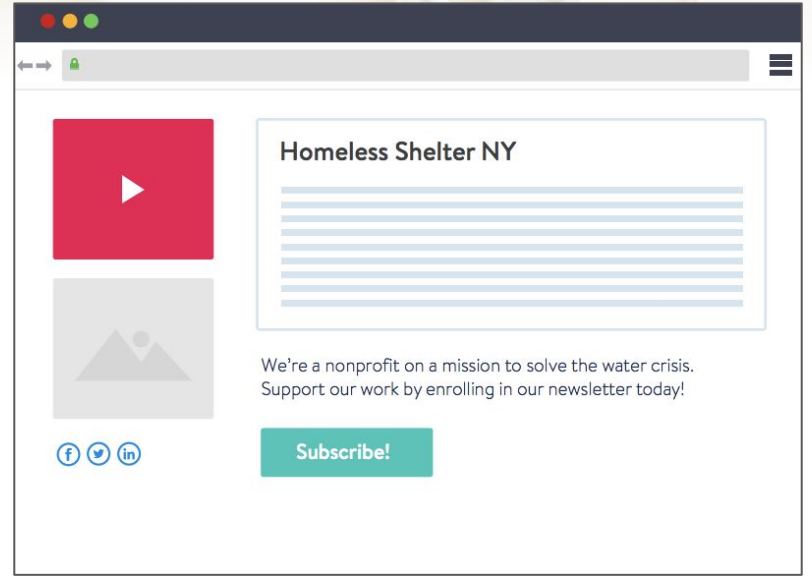 Homeless Shelter NY
We're a nonprofit on a mission to solve the water crisis.
Support our work by enrolling in our newsletter today!
Subscribe!